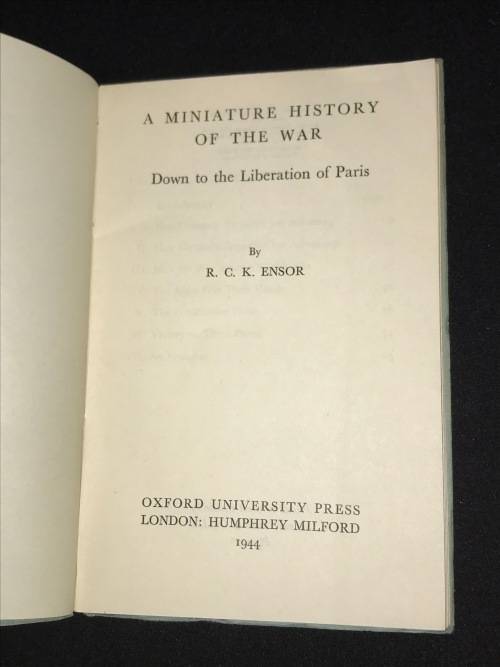 A MINIATURE HISTORY
OF THE WAR
Down to the Liberation of Paris
By
R. C. K. ENSOR
OXFORD UNIVERSITY PRESS
LONDON: HUMPHREY MILFORD
1944